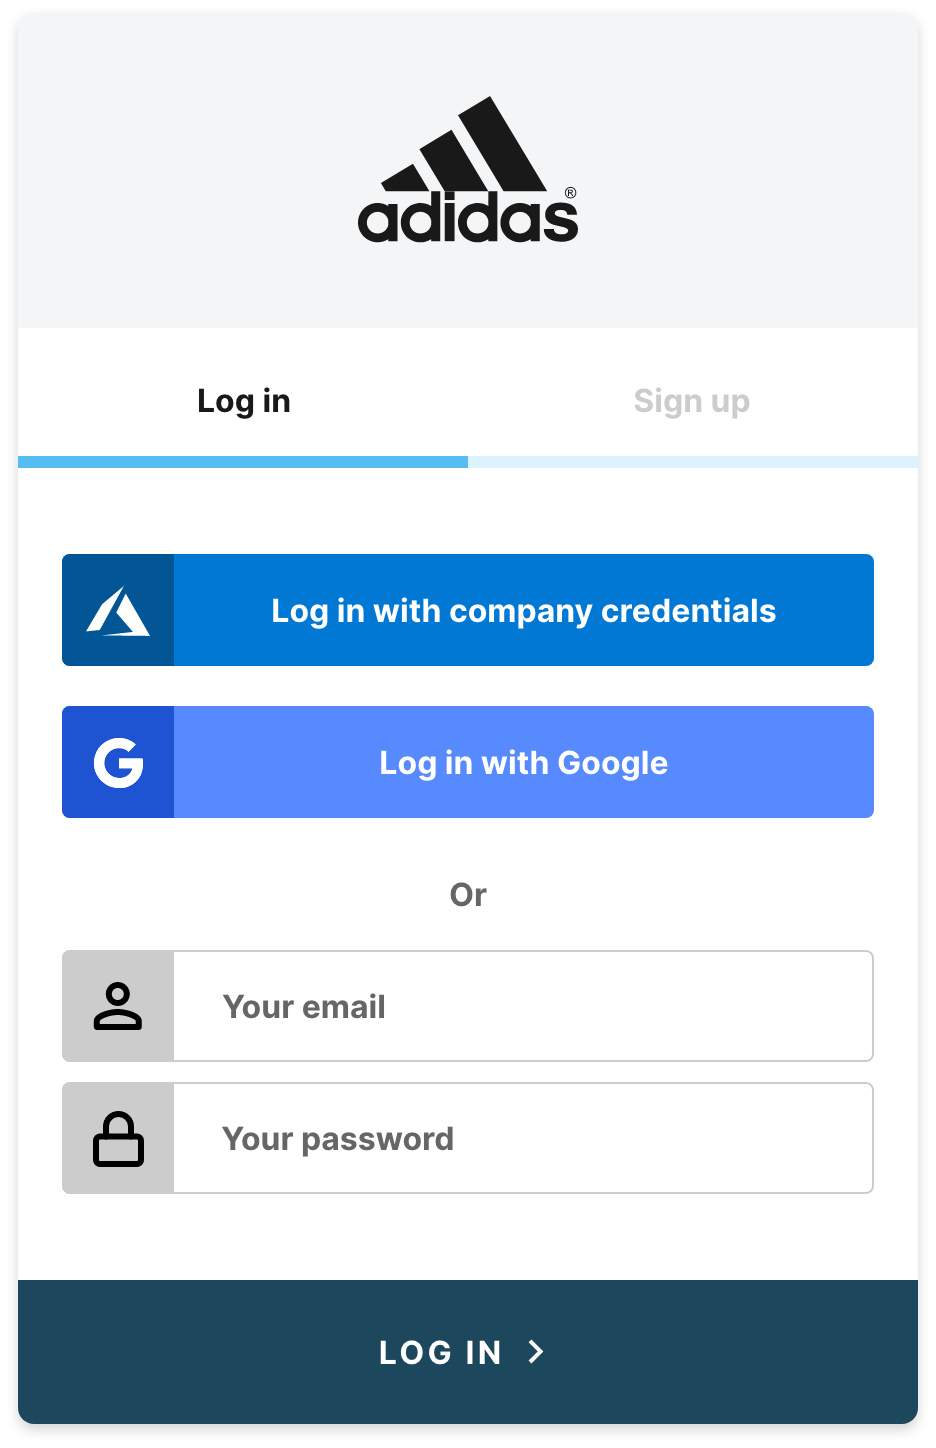 adidas®
Log in
Sign up
Log in with company credentials
G
Log in with Google
Or
Your email
Your password
LOG IN